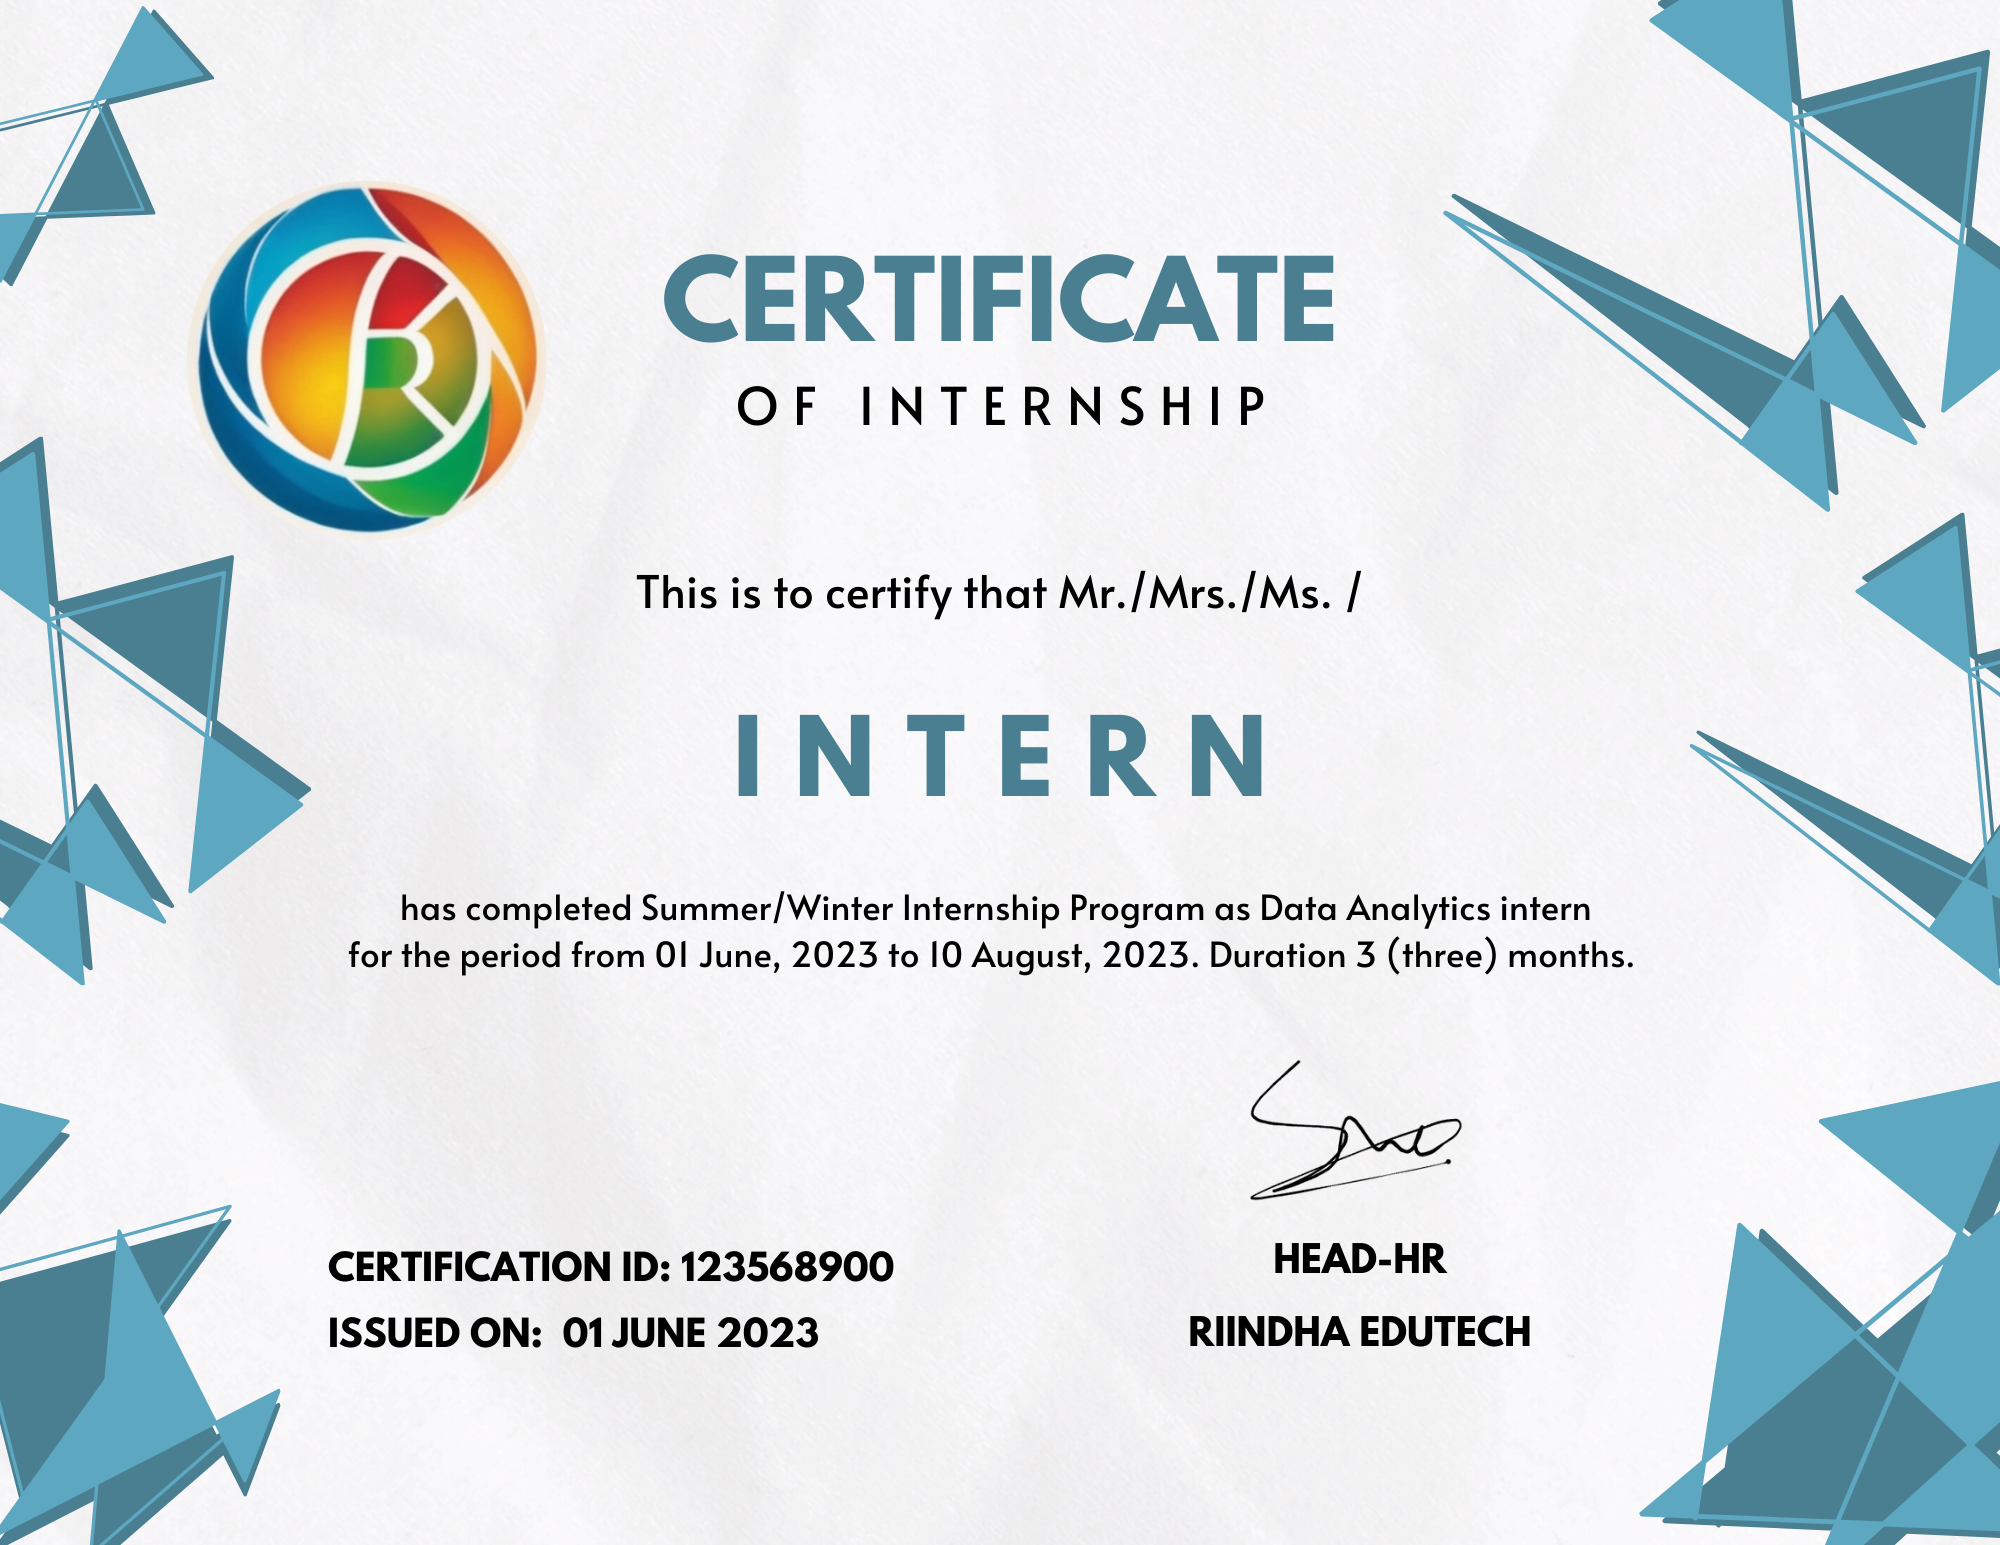 CERTIFICATE
OF INTERNSHIP
This is to certify that Mr./Mrs./Ms. /
INTERN
has completed Summer/Winter Internship Program as Data Analytics intern
for the period from 01 June, 2023 to 10 August, 2023. Duration 3 (three) months.
CERTIFICATION ID: 123568900
ISSUED ON: 01 JUNE 2023
HEAD-HR
RIINDHA EDUTECH